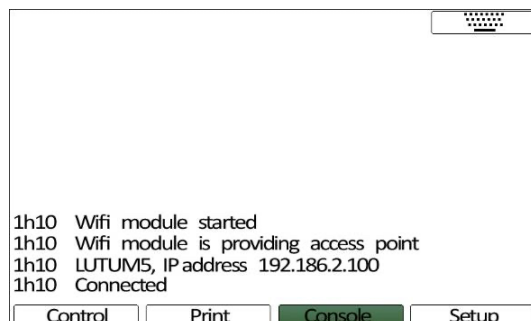 1h10 Wifi module started
1h10 Wifi module is providing access point
1h10 LUTUM5, IP address 192.186.2.100
1h10 Connected
Control Print Console Setup